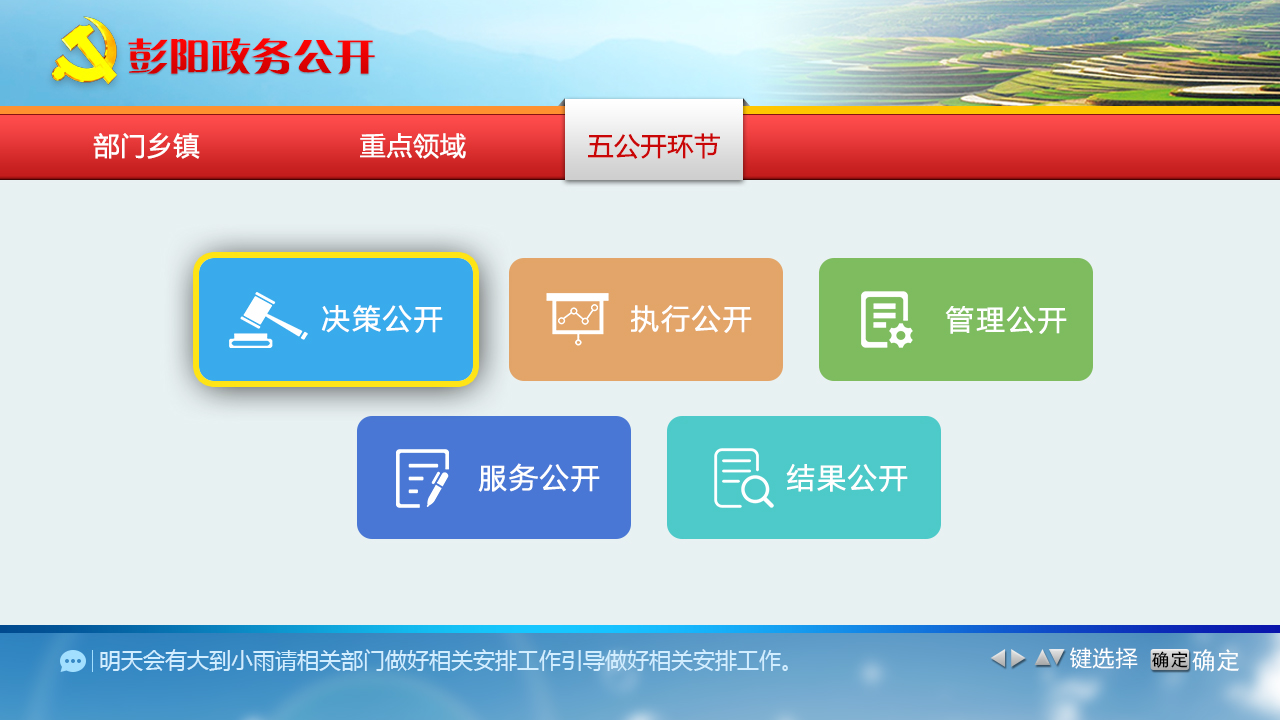 彭阳政务公开
部门乡镇 重点领域 五公开环节
决策公开 执行公开 管理公开
服务公开 结果公开
明天会有大到小雨请相关部门做好相关安排工作引导做好相关安排工作。 键选择 确定 确定